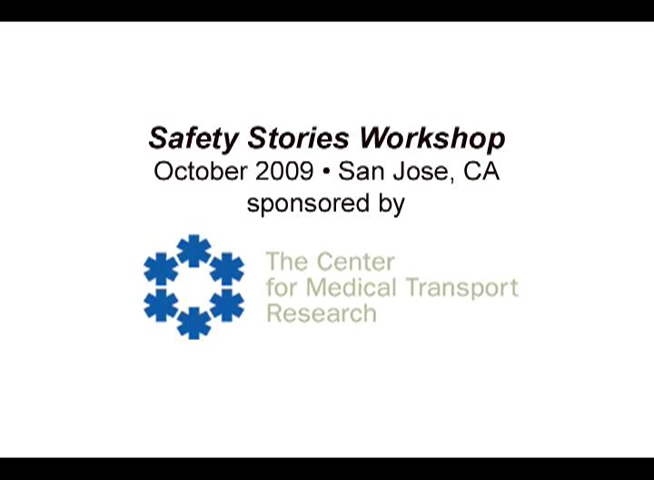 Safety Stories Workshop
October 2009 • San Jose, CA
sponsored by
The Center
for Medical Transport
Research